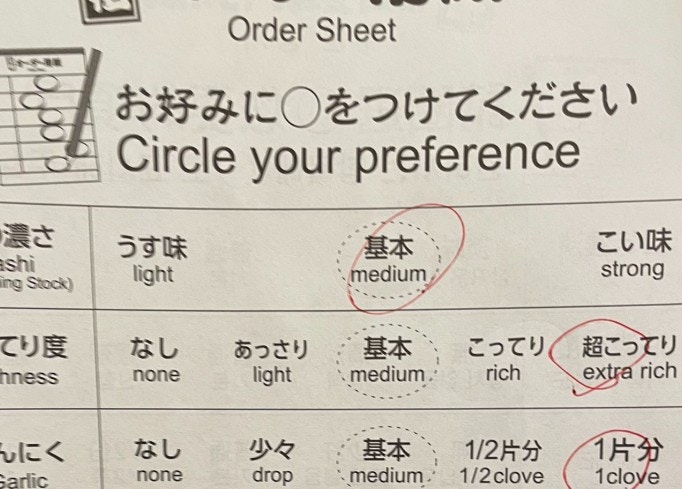 Order Sheet
お好みに○をつけてください
Circle your preference
濃さ うす味 基本 こい味
light medium strong
ing Stock)
てり度 なし あっさり 基本 こってり 超こってり
none light medium rich extra rich
んにく なし 少々 基本 1/2片分 1片分
Garlic none drop medium 1/2clove 1clove